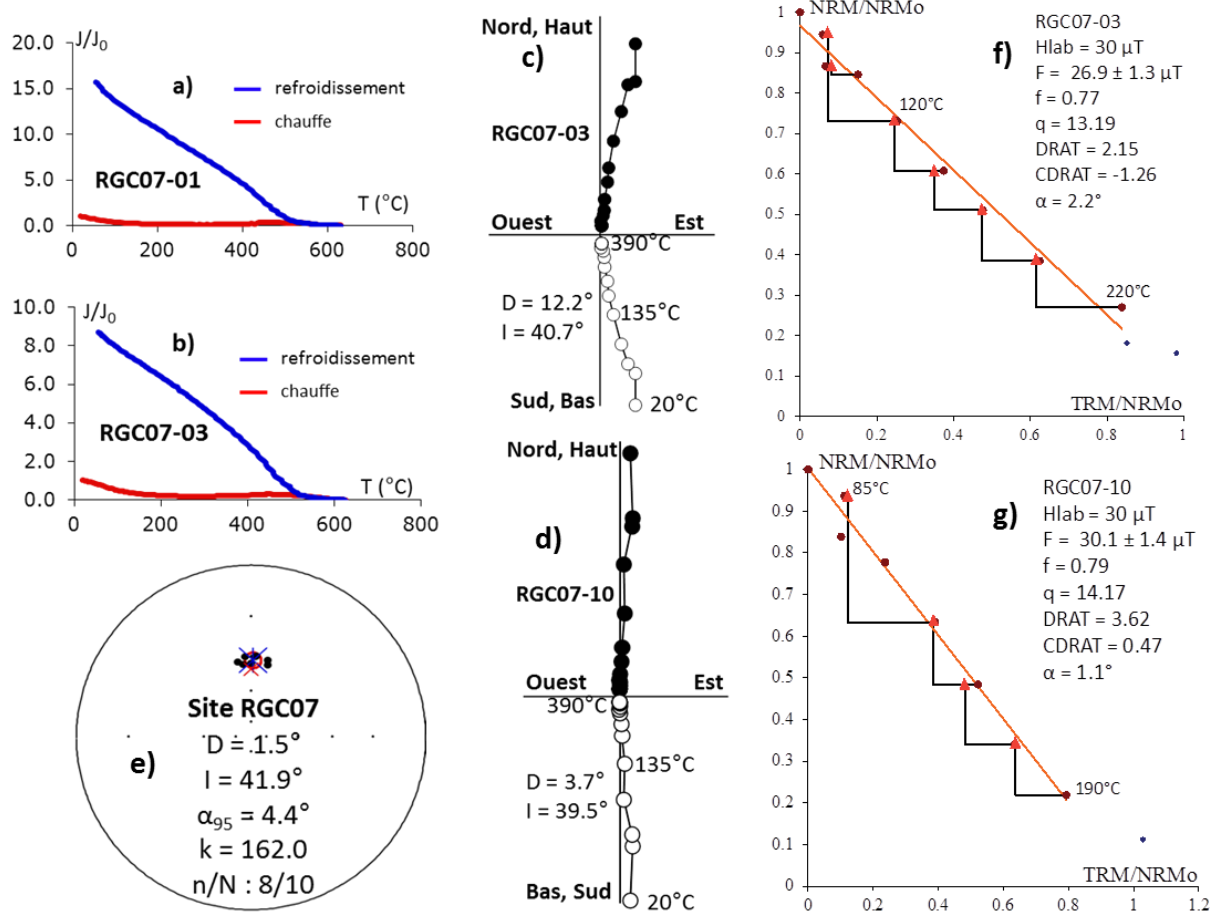 J/J0
20.0
15.0
10.0
5.0
0.0
a)
refroidissement
chauffe
RGC07-01
T (°C)
0 200 400 600 800
J/J0
10.0
8.0
6.0
4.0
2.0
0.0
b)
refroidissement
chauffe
RGC07-03
T (°C)
0 200 400 600 800
e)
Site RGC07
D = 1.5°
I = 41.9°
α95 = 4.4°
k = 162.0
n/N : 8/10
Nord, Haut
c)
RGC07-03
Ouest Est
390°C
D = 12.2°
I = 40.7°
135°C
Sud, Bas
20°C
Nord, Haut
d)
RGC07-10
Ouest Est
390°C
135°C
D = 3.7°
I = 39.5°
Bas, Sud
20°C
NRM/NRMo
f)
RGC07-03
Hlab = 30 µT
F = 26.9 ± 1.3 µT
f = 0.77
q = 13.19
DRAT = 2.15
CDRAT = -1.26
α = 2.2°
1
0.9
0.8
0.7
0.6
0.5
0.4
0.3
0.2
0.1
0
120°C
220°C
TRM/NRMo
0 0.2 0.4 0.6 0.8 1
NRM/NRMo
g)
RGC07-10
Hlab = 30 µT
F = 30.1 ± 1.4 µT
f = 0.79
q = 14.17
DRAT = 3.62
CDRAT = 0.47
α = 1.1°
1
0.9
0.8
0.7
0.6
0.5
0.4
0.3
0.2
0.1
0
85°C
190°C
TRM/NRMo
0 0.2 0.4 0.6 0.8 1 1.2